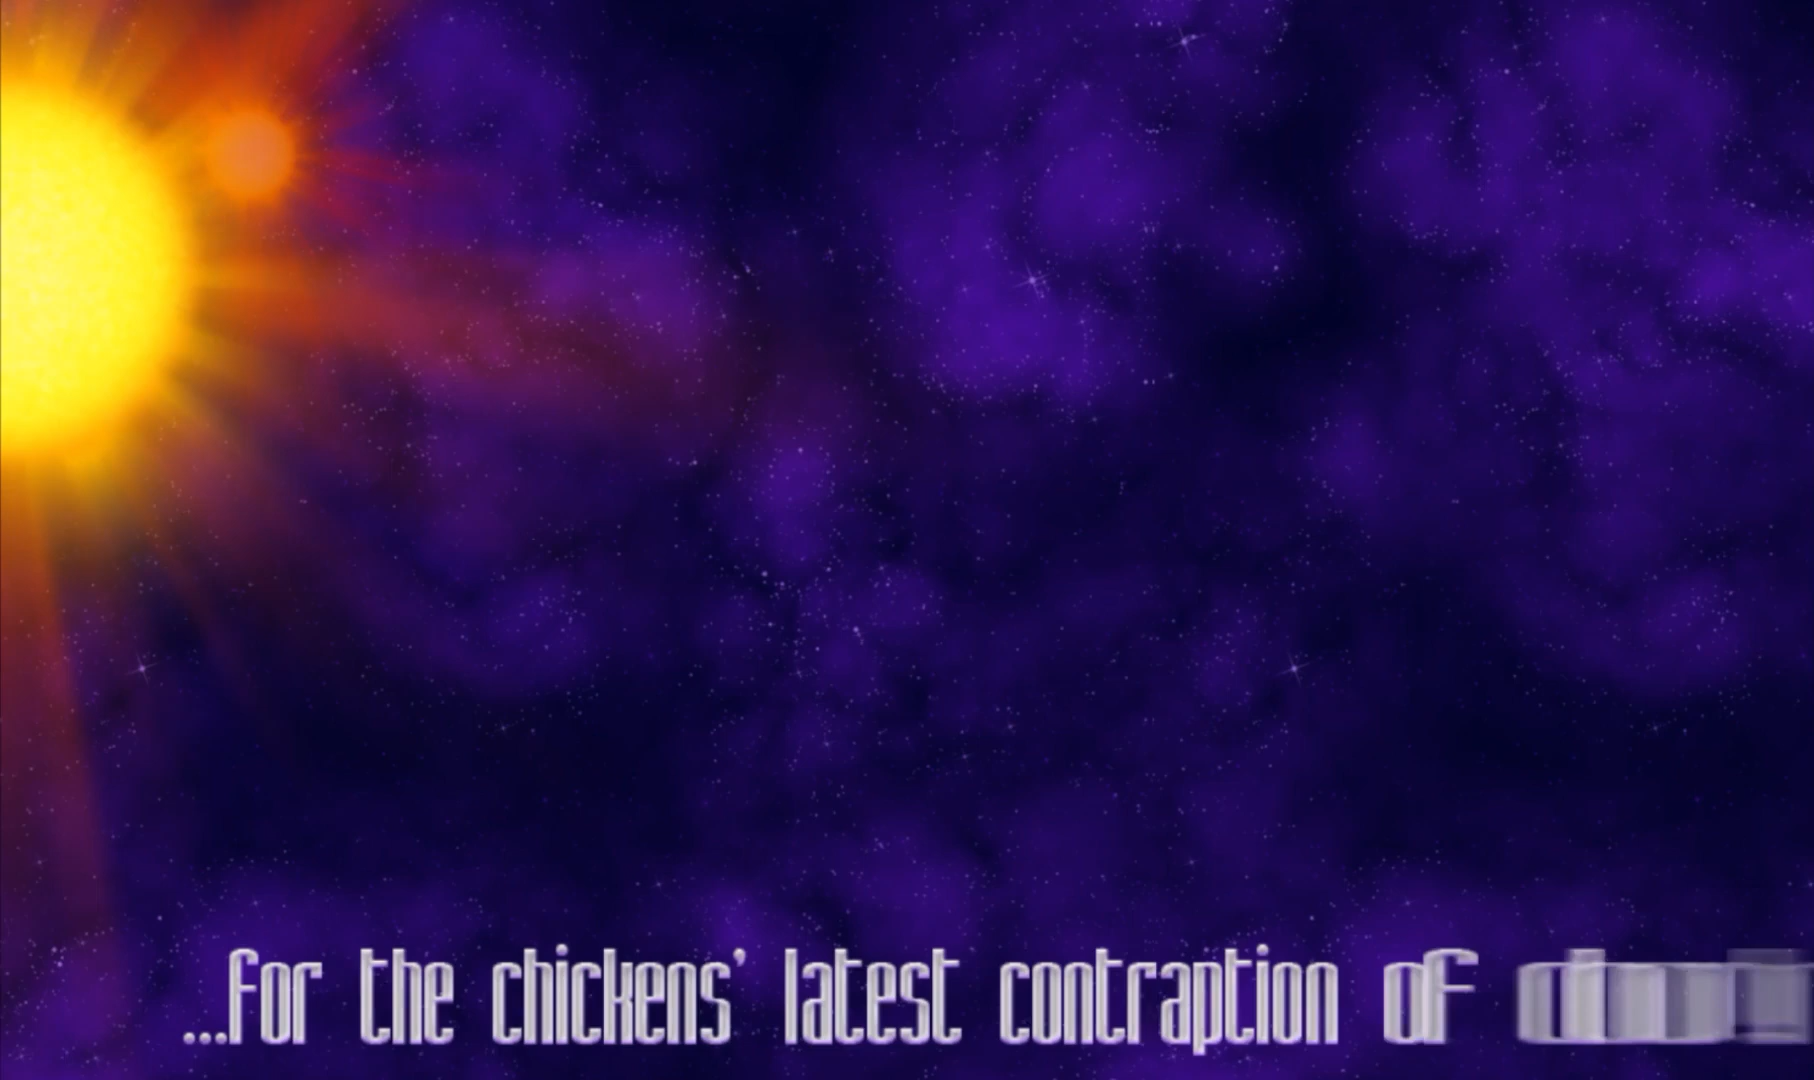 ...for the chickens' latest contraption of